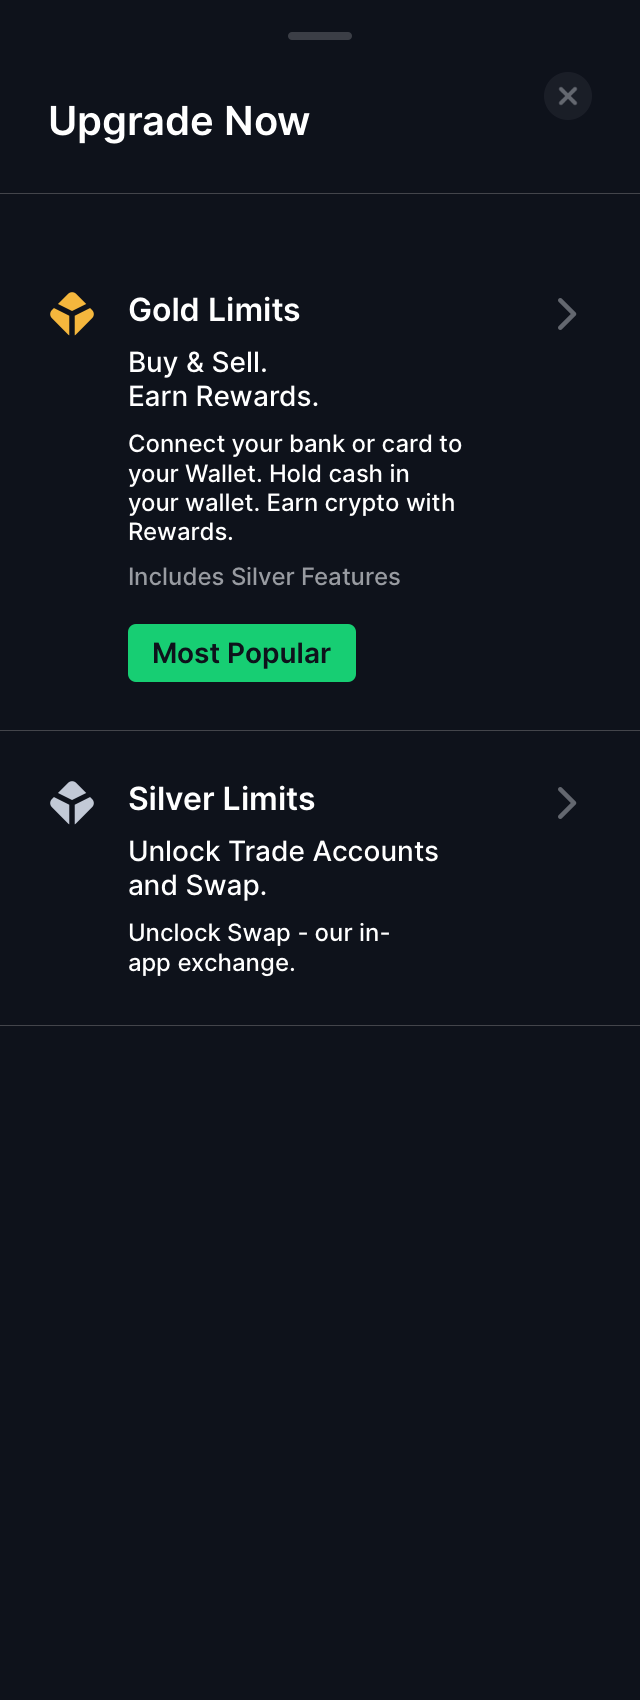 Upgrade Now
Gold Limits
Buy & Sell.
Earn Rewards.
Connect your bank or card to
your Wallet. Hold cash in
your wallet. Earn crypto with
Rewards.
Includes Silver Features
Most Popular
Silver Limits
Unlock Trade Accounts
and Swap.
Unclock Swap - our in-
app exchange.